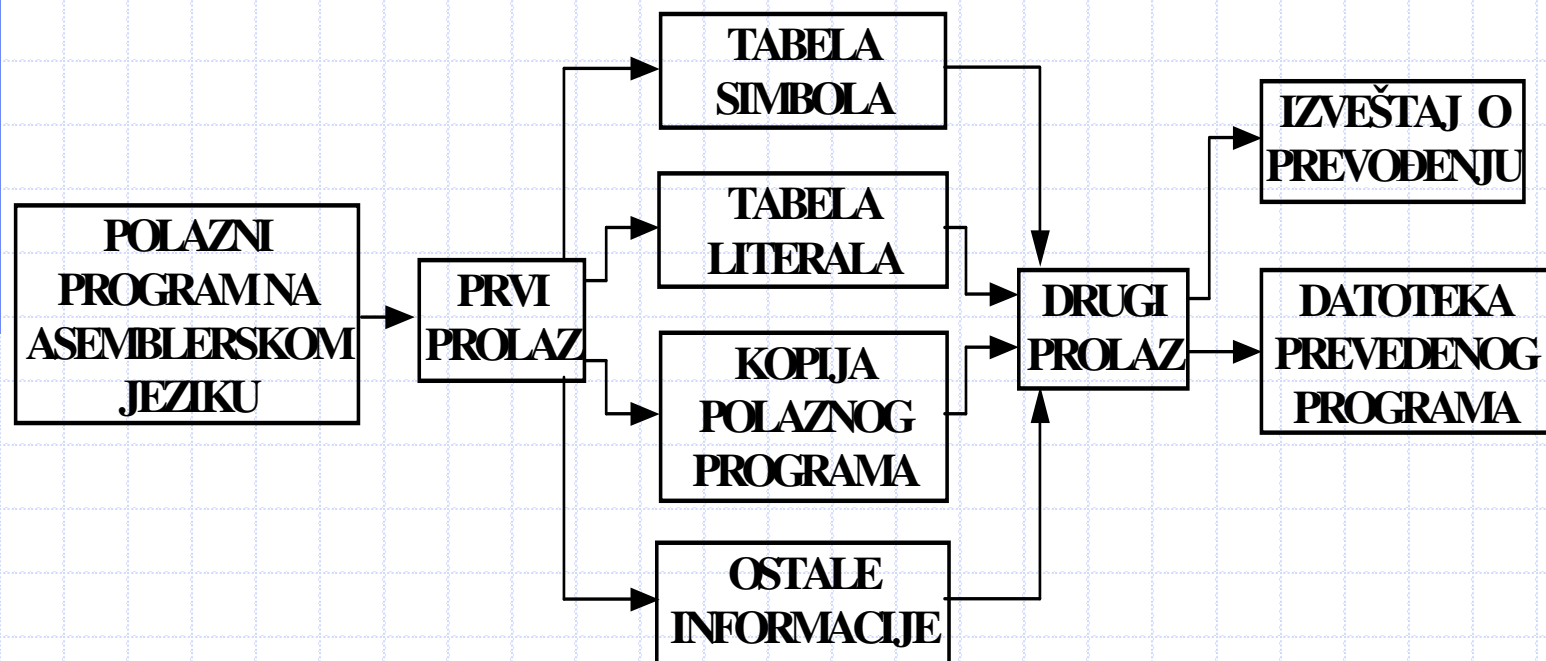 POLAZNI
PROGRAM NA
ASEMBLERSKOM
JEZIKU
PRVI
PROLAZ
TABELA
SIMBOLA
TABELA
LITERALA
KOPIJA
POLAZNOG
PROGRAMA
OSTALE
INFORMACIJE
DRUGI
PROLAZ
IZVEŠTAJ O
PREVOĐENJU
DATOTEKA
PREVEDENOG
PROGRAMA